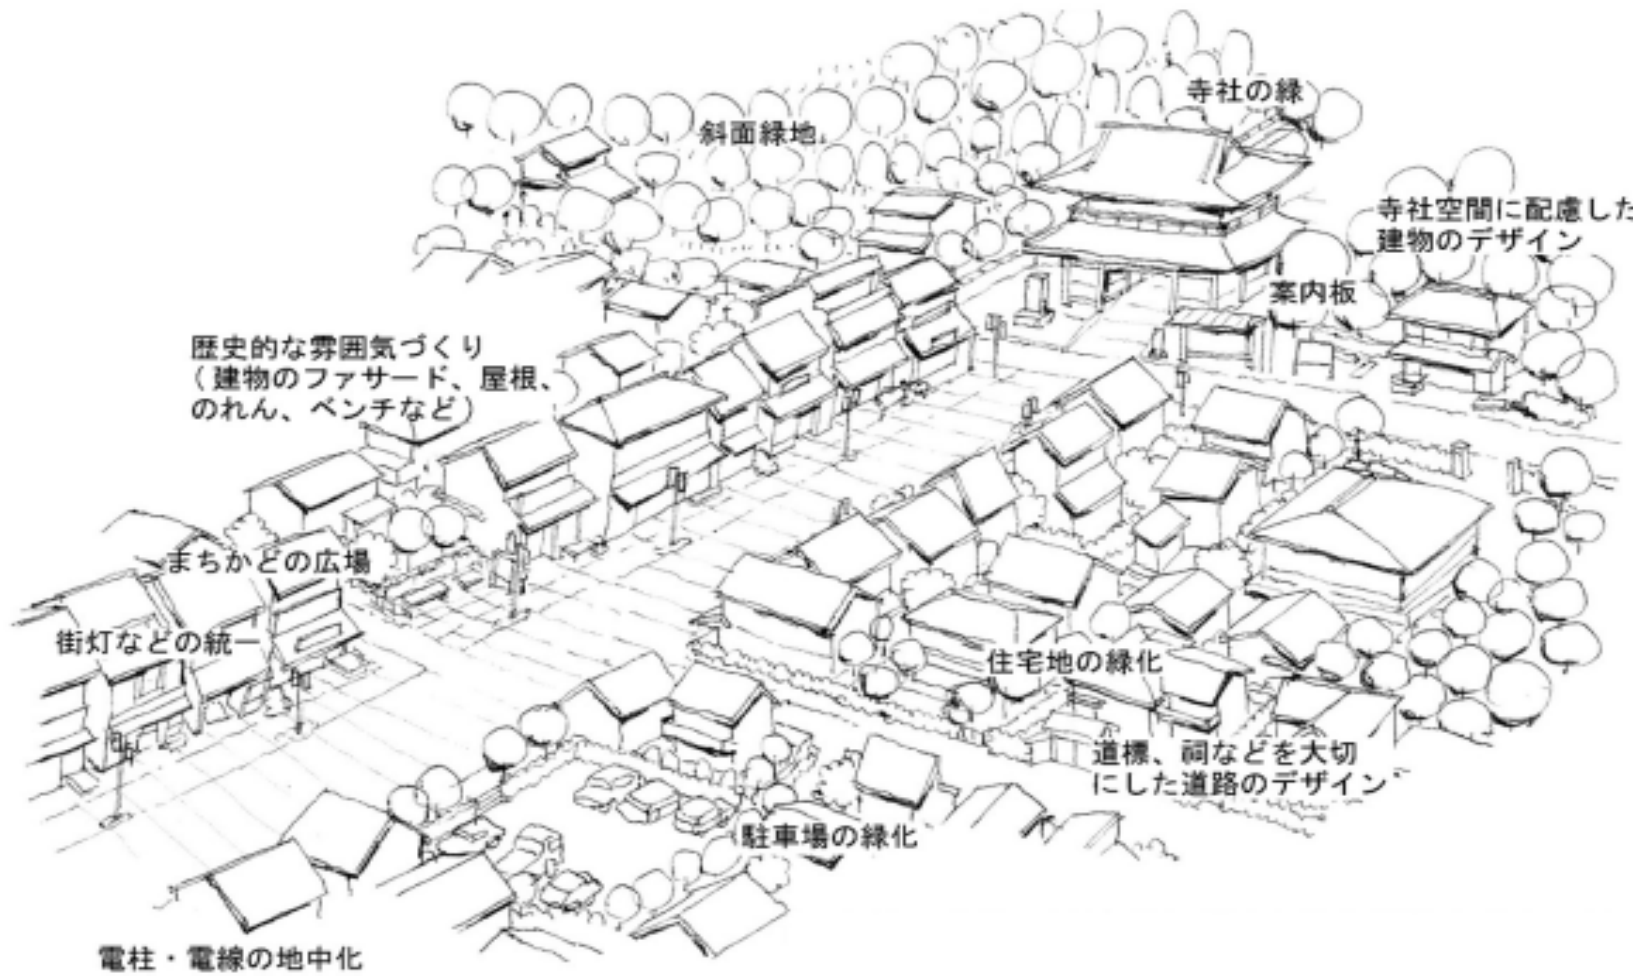 寺社の緑
斜面緑地
寺社空間に配慮した
建物のデザイン
案内板
歴史的な雰囲気づくり
（建物のファサード、屋根、
のれん、ベンチなど）
まちかどの広場
街灯などの統一
住宅地の緑化
道標、祠などを大切
にした道路のデザイン
駐車場の緑化
電柱・電線の地中化